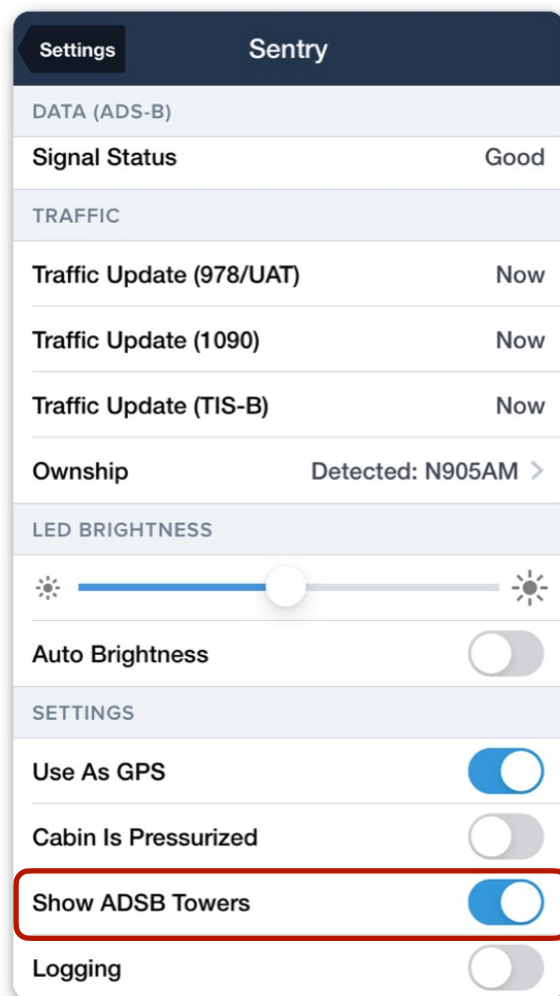 Settings Sentry
DATA (ADS-B)
Signal Status Good
TRAFFIC
Traffic Update (978/UAT) Now
Traffic Update (1090) Now
Traffic Update (TIS-B) Now
Ownship Detected: N905AM >
LED BRIGHTNESS
Auto Brightness
SETTINGS
Use As GPS
Cabin Is Pressurized
Show ADSB Towers
Logging